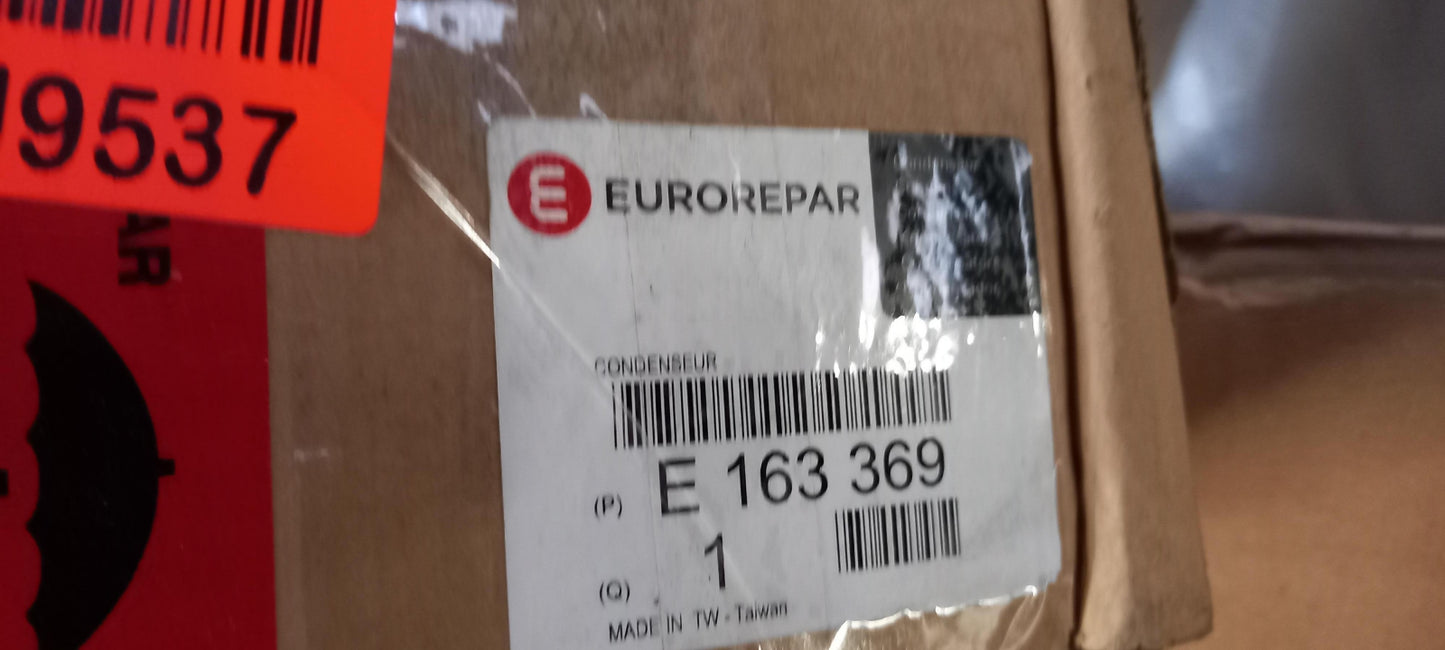 9537
AR
EUROREPAR
CONDENSEUR
(P) E 163 369
(Q) 1
MADE IN TW - Taiwan